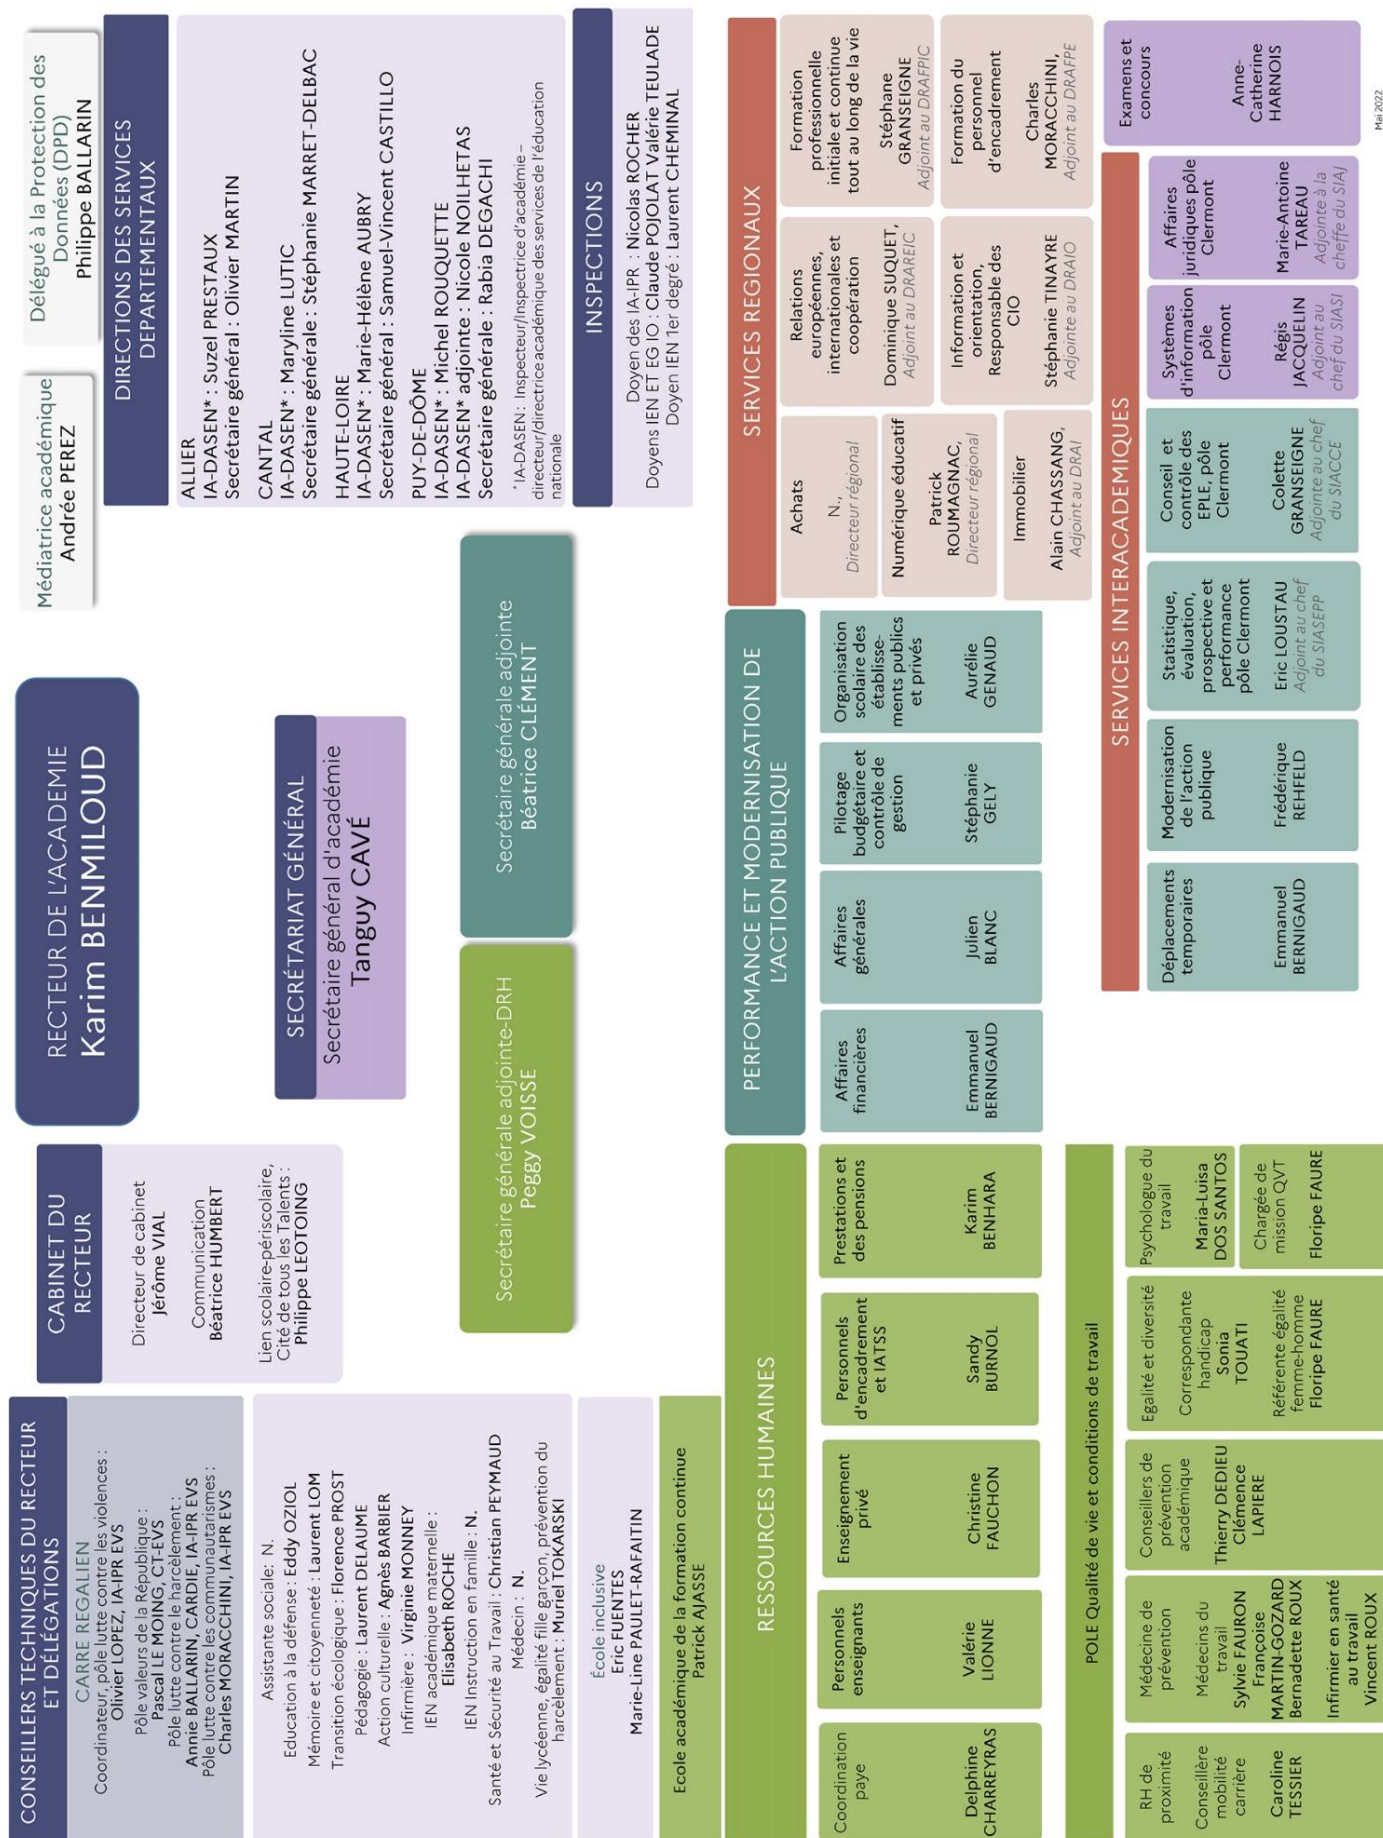 CONSEILLERS TECHNIQUES DU RECTEUR
ET DÉLÉGATIONS
CARRE REGALIEN
Coordinateur, pôle lutte contre les violences :
Olivier LOPEZ, IA-IPR EVS
Pôle valeurs de la République :
Pascal LE MOING, CT-EVS
Pôle lutte contre le harcèlement :
Annie BALLARIN, CARDIE, IA-IPR EVS
Pôle lutte contre les communautarismes :
Charles MORACCHINI, IA-IPR EVS
Assistante sociale: N.
Education à la défense : Eddy OZIOL
Mémoire et citoyenneté : Laurent LOM
Transition écologique : Florence PROST
Pédagogie : Laurent DELAUME
Action culturelle : Agnès BARBIER
Infirmière : Virginie MONNEY
IEN académique maternelle :
Elisabeth ROCHE
IEN Instruction en famille : N.
Santé et Sécurité au Travail : Christian PEYMAUD
Médecin : N.
Vie lycéenne, égalité fille garçon, prévention du
harcèlement : Muriel TOKARSKI
École inclusive
Eric FUENTES
Marie-Line PAULET-RAFAITIN
Ecole académique de la formation continue
Patrick AJASSE
CABINET DU
RECTEUR
Directeur de cabinet
Jérôme VIAL
Communication
Béatrice HUMBERT
Lien scolaire-périscolaire,
Cité de tous les Talents :
Philippe LEOTOING
RECTEUR DE L'ACADEMIE
Karim BENMILOUD
SECRÉTARIAT GÉNÉRAL
Secrétaire général d'académie
Tanguy CAVÉ
Secrétaire générale adjointe-DRH
Peggy VOISSE
Secrétaire générale adjointe
Béatrice CLÉMENT
Médiatrice académique
Andrée PEREZ
Délégué à la Protection des
Données (DPD)
Philippe BALLARIN
DIRECTIONS DES SERVICES
DEPARTEMENTAUX
ALLIER
IA-DASEN* : Suzel PRESTAUX
Secrétaire général : Olivier MARTIN
CANTAL
IA-DASEN* : Maryline LUTIC
Secrétaire générale : Stéphanie MARRET-DELBAC
HAUTE-LOIRE
IA-DASEN* : Marie-Hélène AUBRY
Secrétaire général : Samuel-Vincent CASTILLO
PUY-DE-DÔME
IA-DASEN* : Michel ROUQUETTE
IA-DASEN* adjointe : Nicole NOILHETAS
Secrétaire générale : Rabia DEGACHI
*IA-DASEN : Inspecteur/Inspectrice d'académie –
directeur/directrice académique des services de l'éducation
nationale
INSPECTIONS
Doyen des IA-IPR : Nicolas ROCHER
Doyens IEN ET EG IO : Claude POJOLAT Valérie TEULADE
Doyen IEN 1er degré : Laurent CHEMINAL
RESSOURCES HUMAINES
Coordination
paye
Delphine
CHARREYRAS
Personnels
enseignants
Valérie
LIONNE
Enseignement
privé
Christine
FAUCHON
Personnels
d'encadrement
et IATSS
Sandy
BURNOL
Prestations et
des pensions
Karim
BENHARA
POLE Qualité de vie et conditions de travail
RH de
proximité
Conseillère
mobilité
carrière
Caroline
TESSIER
Médecine de
prévention
Médecins du
travail
Sylvie FAURON
Françoise
MARTIN-GOZARD
Bernadette ROUX
Infirmier en santé
au travail
Vincent ROUX
Conseillers de
prévention
académique
Thierry DEDIEU
Clémence
LAPIERE
Egalité et diversité
Correspondante
handicap
Sonia
TOUATI
Référente égalité
femme-homme
Floripe FAURE
Psychologue du
travail
Maria-Luisa
DOS SANTOS
Chargée de
mission QVT
Floripe FAURE
PERFORMANCE ET MODERNISATION DE
L'ACTION PUBLIQUE
Affaires
financières
Emmanuel
BERNIGAUD
Affaires
générales
Julien
BLANC
Pilotage
budgétaire et
contrôle de
gestion
Stéphanie
GELY
Organisation
scolaire des
établisse-
ments publics
et privés
Aurélie
GENAUD
SERVICES REGIONAUX
Achats
N.,
Directeur régional
Numérique éducatif
Patrick
ROUMAGNAC,
Directeur régional
Immobilier
Alain CHASSANG,
Adjoint au DRAI
Relations
européennes,
internationales et
coopération
Dominique SUQUET,
Adjoint au DRAREIC
Information et
orientation,
Responsable des
CIO
Stéphanie TINAYRE
Adjointe au DRAIO
Formation
professionnelle
initiale et continue
tout au long de la vie
Stéphane
GRANSEIGNE
Adjoint au DRAFPIC
Formation du
personnel
d'encadrement
Charles
MORACCHINI,
Adjoint au DRAFPE
SERVICES INTERACADEMIQUES
Déplacements
temporaires
Emmanuel
BERNIGAUD
Modernisation
de l'action
publique
Frédérique
REHFELD
Statistique,
évaluation,
prospective et
performance
pôle Clermont
Eric LOUSTAU
Adjoint au chef
du SIASEPP
Conseil et
contrôle des
EPLE, pôle
Clermont
Colette
GRANSEIGNE
Adjointe au chef
du SIACCE
Systèmes
d'information
pôle
Clermont
Régis
JACQUELIN
Adjoint au
chef du SIASI
Affaires
juridiques pôle
Clermont
Marie-Antoine
TAREAU
Adjointe à la
cheffe du SIAJ
Examens et
concours
Anne-
Catherine
HARNOIS
Mai 2022